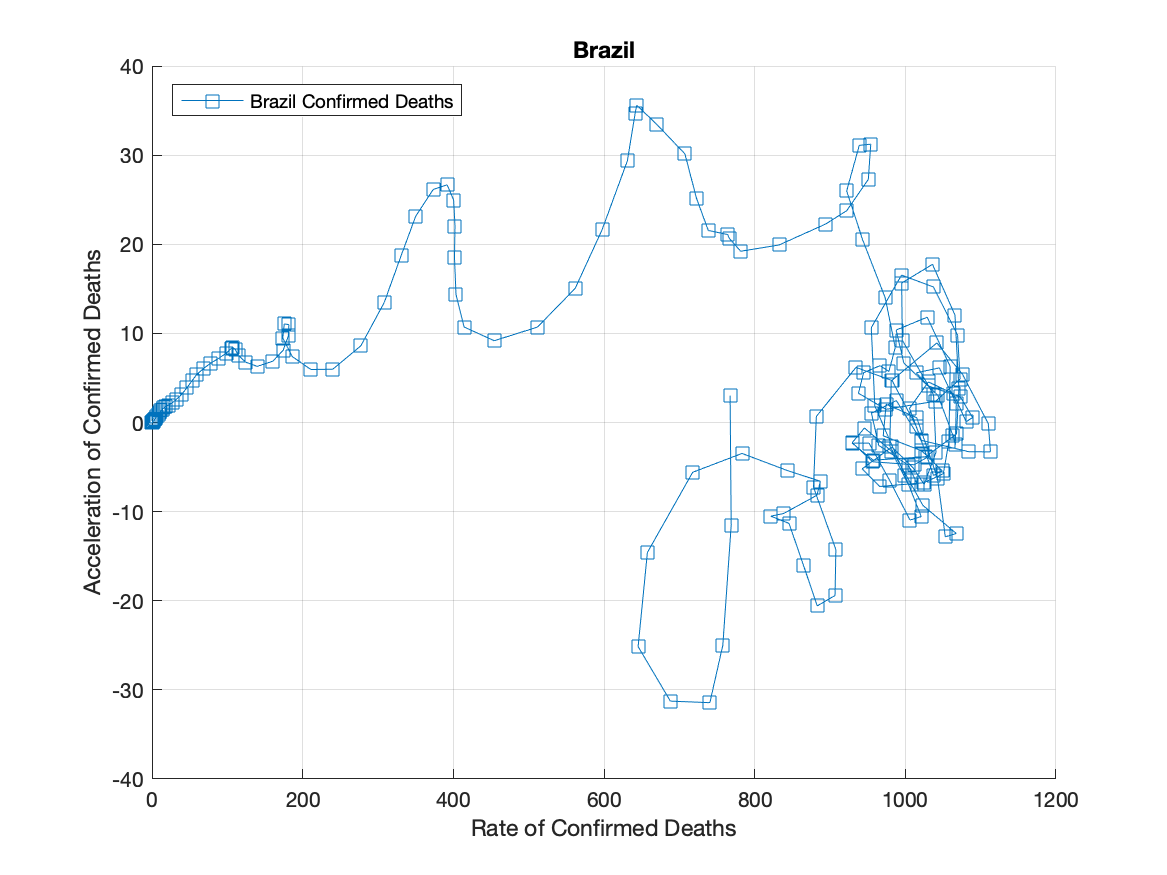 Brazil
Brazil Confirmed Deaths
40
30
20
10
0
-10
-20
-30
-40
Acceleration of Confirmed Deaths
0 200 400 600 800 1000 1200
Rate of Confirmed Deaths